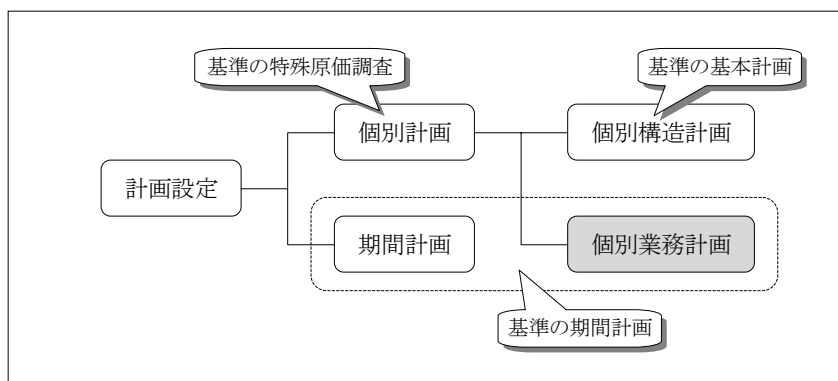 基準の特殊原価調査
基準の基本計画
個別計画
個別構造計画
計画設定
期間計画
個別業務計画
基準の期間計画